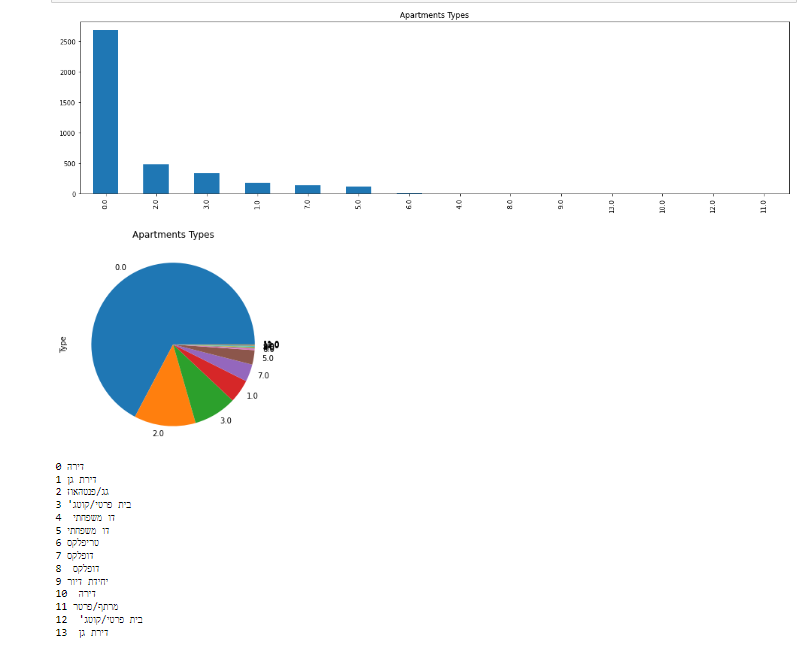 Apartments Types
2500
2000
1500
1000
500
0
0.0 2.0 3.0 1.0 7.0 5.0 6.0 4.0 8.0 9.0 13.0 10.0 12.0 11.0
Apartments Types
0.0
Type
5.0
7.0
1.0
3.0
2.0
0 דירה
1 דירת גן
2 גג/פנטהאוז
3 בית פרטי/קוטג'
4 דו משפחתי
5 דו משפחתי
6 טריפלקס
7 דופלקס
8 דופלקס
9 יחידת דיור
10 דירה
11 מרתף/פרטר
12 בית פרטי/קוטג'
13 דירת גן